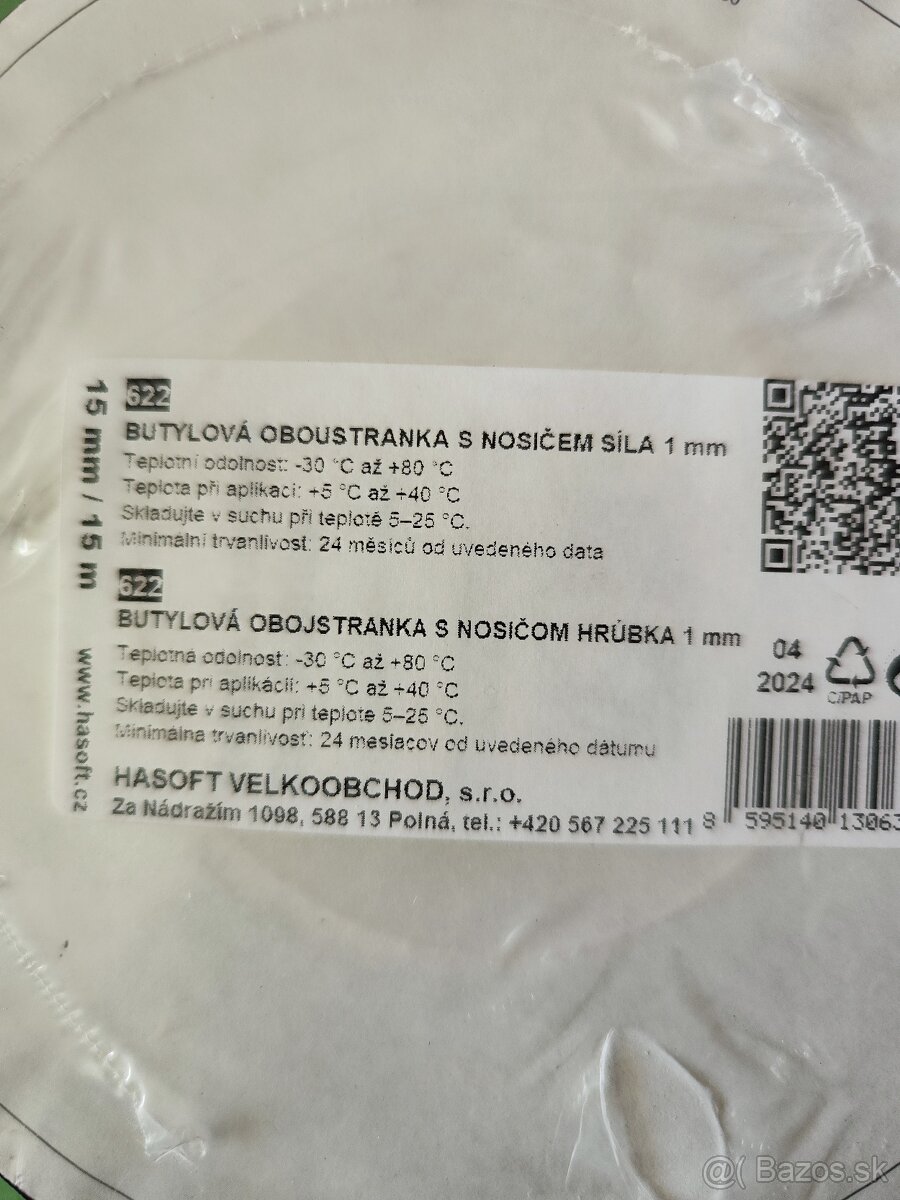 15 mm / 15 m
www.hasoft.cz
622
BUTYLOVÁ OBOUSTRANKA S NOSIČEM SÍLA 1 mm
Teplotní odolnost: -30 °C až +80 °C
Teplota při aplikaci: +5 °C až +40 °C
Skladujte v suchu při teplotě 5–25 °C.
Minimální trvanlivost: 24 měsíců od uvedeného data
622
BUTYLOVÁ OBOJSTRANKA S NOSIČOM HRÚBKA 1 mm
Teplotná odolnosť: -30 °C až +80 °C
Teplota pri aplikácii: +5 °C až +40 °C
Skladujte v suchu pri teplote 5–25 °C.
Minimálna trvanlivosť: 24 mesiacov od uvedeného dátumu
04
2024
C/PAP
HASOFT VELKOOBCHOD, s.r.o.
Za Nádražím 1098, 588 13 Polná, tel.: +420 567 225 111
8 595140 13063
@( Bazos.sk